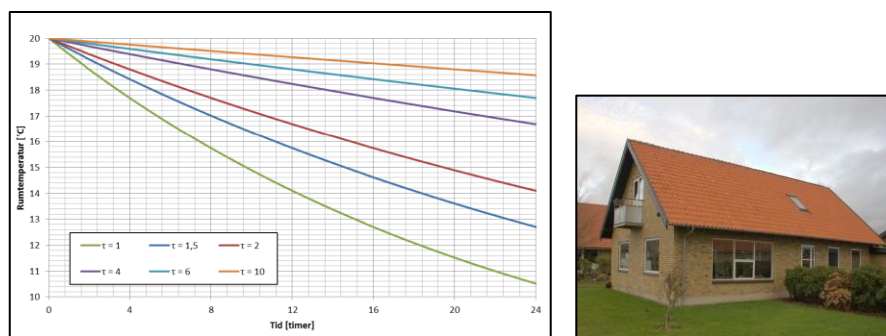 20
19
18
17
16
15
14
13
12
11
10
Rumtemperatur [°C]
τ = 1
τ = 1,5
τ = 2
τ = 4
τ = 6
τ = 10
0 4 8 12 16 20 24
Tid [timer]